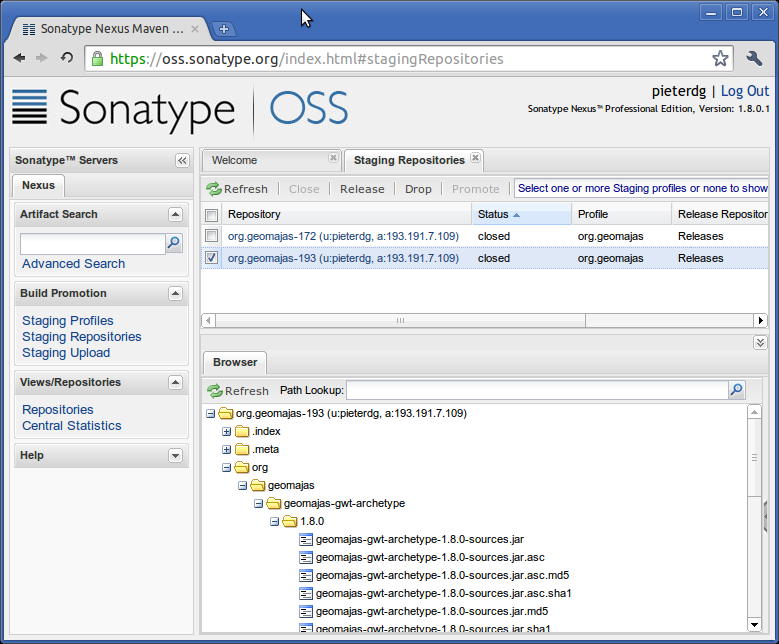 Sonatype Nexus Maven ...
https://oss.sonatype.org/index.html#stagingRepositories
Sonatype OSS
pieterdg | Log Out
Sonatype Nexus™ Professional Edition, Version: 1.8.0.1
Sonatype™ Servers
Nexus
Artifact Search
Advanced Search
Build Promotion
Staging Profiles
Staging Repositories
Staging Upload
Views/Repositories
Repositories
Central Statistics
Help
Welcome
Staging Repositories
Refresh Close Release Drop Promote Select one or more Staging profiles or none to show
Repository Status Profile Release Repositor
org.geomajas-172 (u:pieterdg, a:193.191.7.109) closed org.geomajas Releases
org.geomajas-193 (u:pieterdg, a:193.191.7.109) closed org.geomajas Releases
Browser
Refresh Path Lookup:
org.geomajas-193 (u:pieterdg, a:193.191.7.109)
.index
.meta
org
geomajas
geomajas-gwt-archetype
1.8.0
geomajas-gwt-archetype-1.8.0-sources.jar
geomajas-gwt-archetype-1.8.0-sources.jar.asc
geomajas-gwt-archetype-1.8.0-sources.jar.asc.md5
geomajas-gwt-archetype-1.8.0-sources.jar.asc.sha1
geomajas-gwt-archetype-1.8.0-sources.jar.md5
geomajas-gwt-archetype-1.8.0-sources.jar.sha1